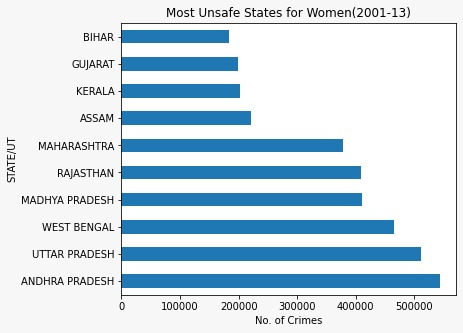 Most Unsafe States for Women(2001-13)
BIHAR
GUJARAT
KERALA
ASSAM
MAHARASHTRA
RAJASTHAN
MADHYA PRADESH
WEST BENGAL
UTTAR PRADESH
ANDHRA PRADESH
STATE/UT
0 100000 200000 300000 400000 500000
No. of Crimes